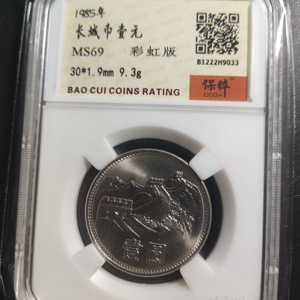 1985年
长城币壹元
MS69 彩虹版
B1222H9033
30*1.9mm 9.3g
保粹
BAO CUI COINS RATING
壹圆